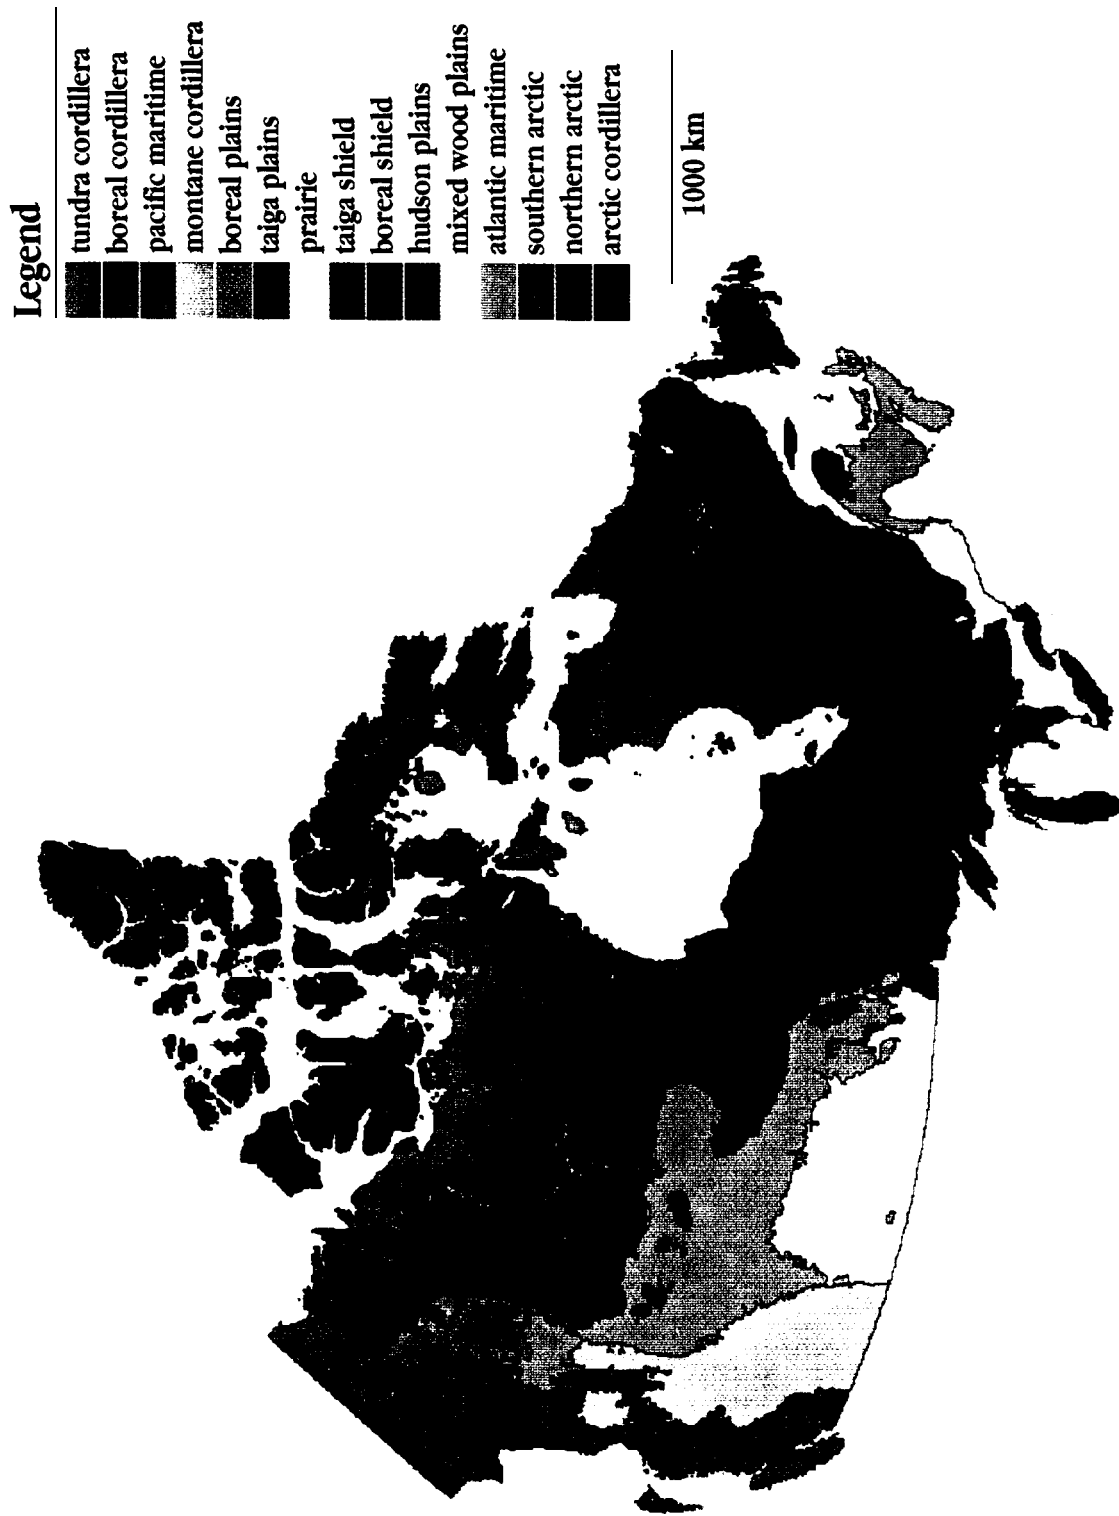 Legend
tundra cordillera
boreal cordillera
pacific maritime
montane cordillera
boreal plains
taiga plains
prairie
taiga shield
boreal shield
hudson plains
mixed wood plains
atlantic maritime
southern arctic
northern arctic
arctic cordillera
1000 km